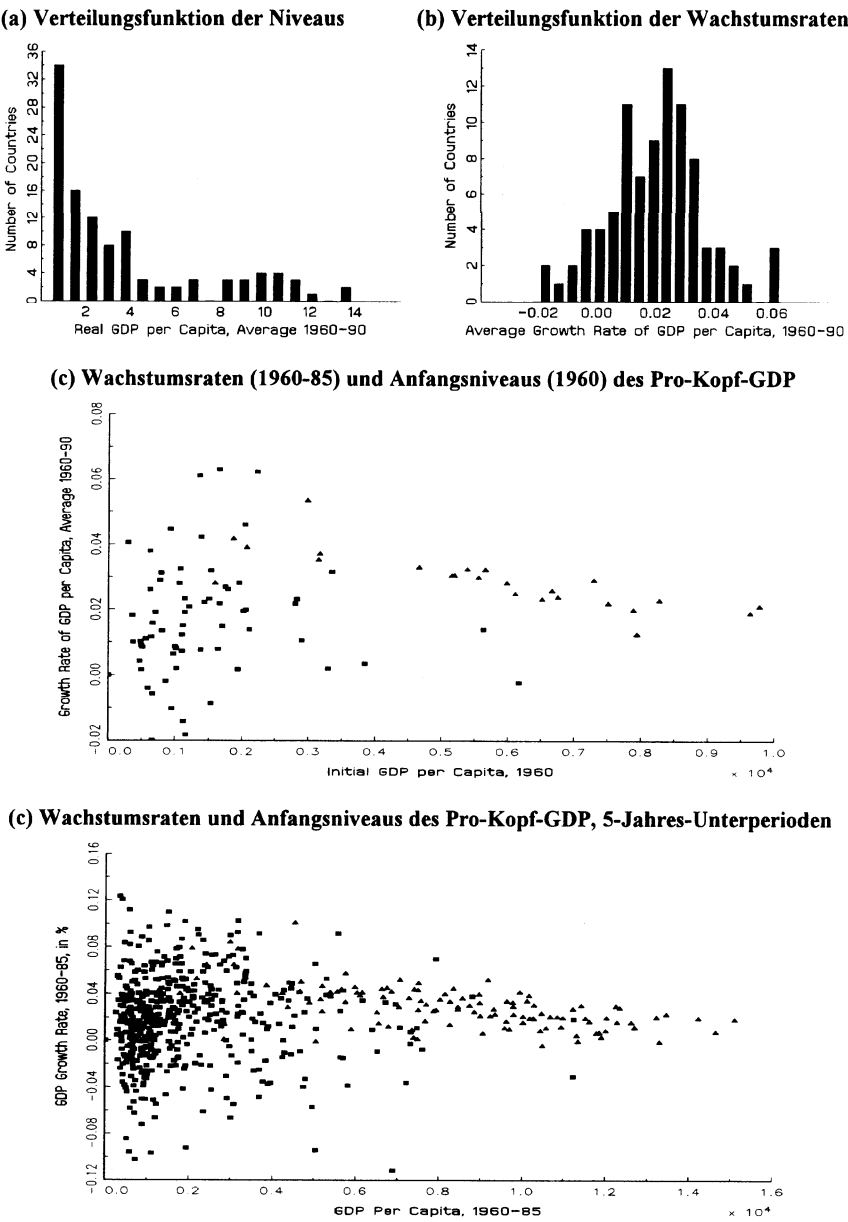 (a) Verteilungsfunktion der Niveaus
(b) Verteilungsfunktion der Wachstumsraten
Number of Countries
0 4 8 12 16 20 24 28 32 36
2 4 6 8 10 12 14
Real GDP per Capita, Average 1960-90
Number of Countries
0 2 4 6 8 10 12 14
-0.02 0.00 0.02 0.04 0.06
Average Growth Rate of GDP per Capita, 1960-90
(c) Wachstumsraten (1960-85) und Anfangsniveaus (1960) des Pro-Kopf-GDP
Growth Rate of GDP per Capita, Average 1960-90
-0.02 0.00 0.02 0.04 0.06 0.08
0.0 0.1 0.2 0.3 0.4 0.5 0.6 0.7 0.8 0.9 1.0
Initial GDP per Capita, 1960
× 10⁴
(c) Wachstumsraten und Anfangsniveaus des Pro-Kopf-GDP, 5-Jahres-Unterperioden
GDP Growth Rate, 1960-85, in %
-0.12 -0.08 -0.04 0.00 0.04 0.08 0.12 0.16
0.0 0.2 0.4 0.6 0.8 1.0 1.2 1.4 1.6
GDP Per Capita, 1960-85
× 10⁴